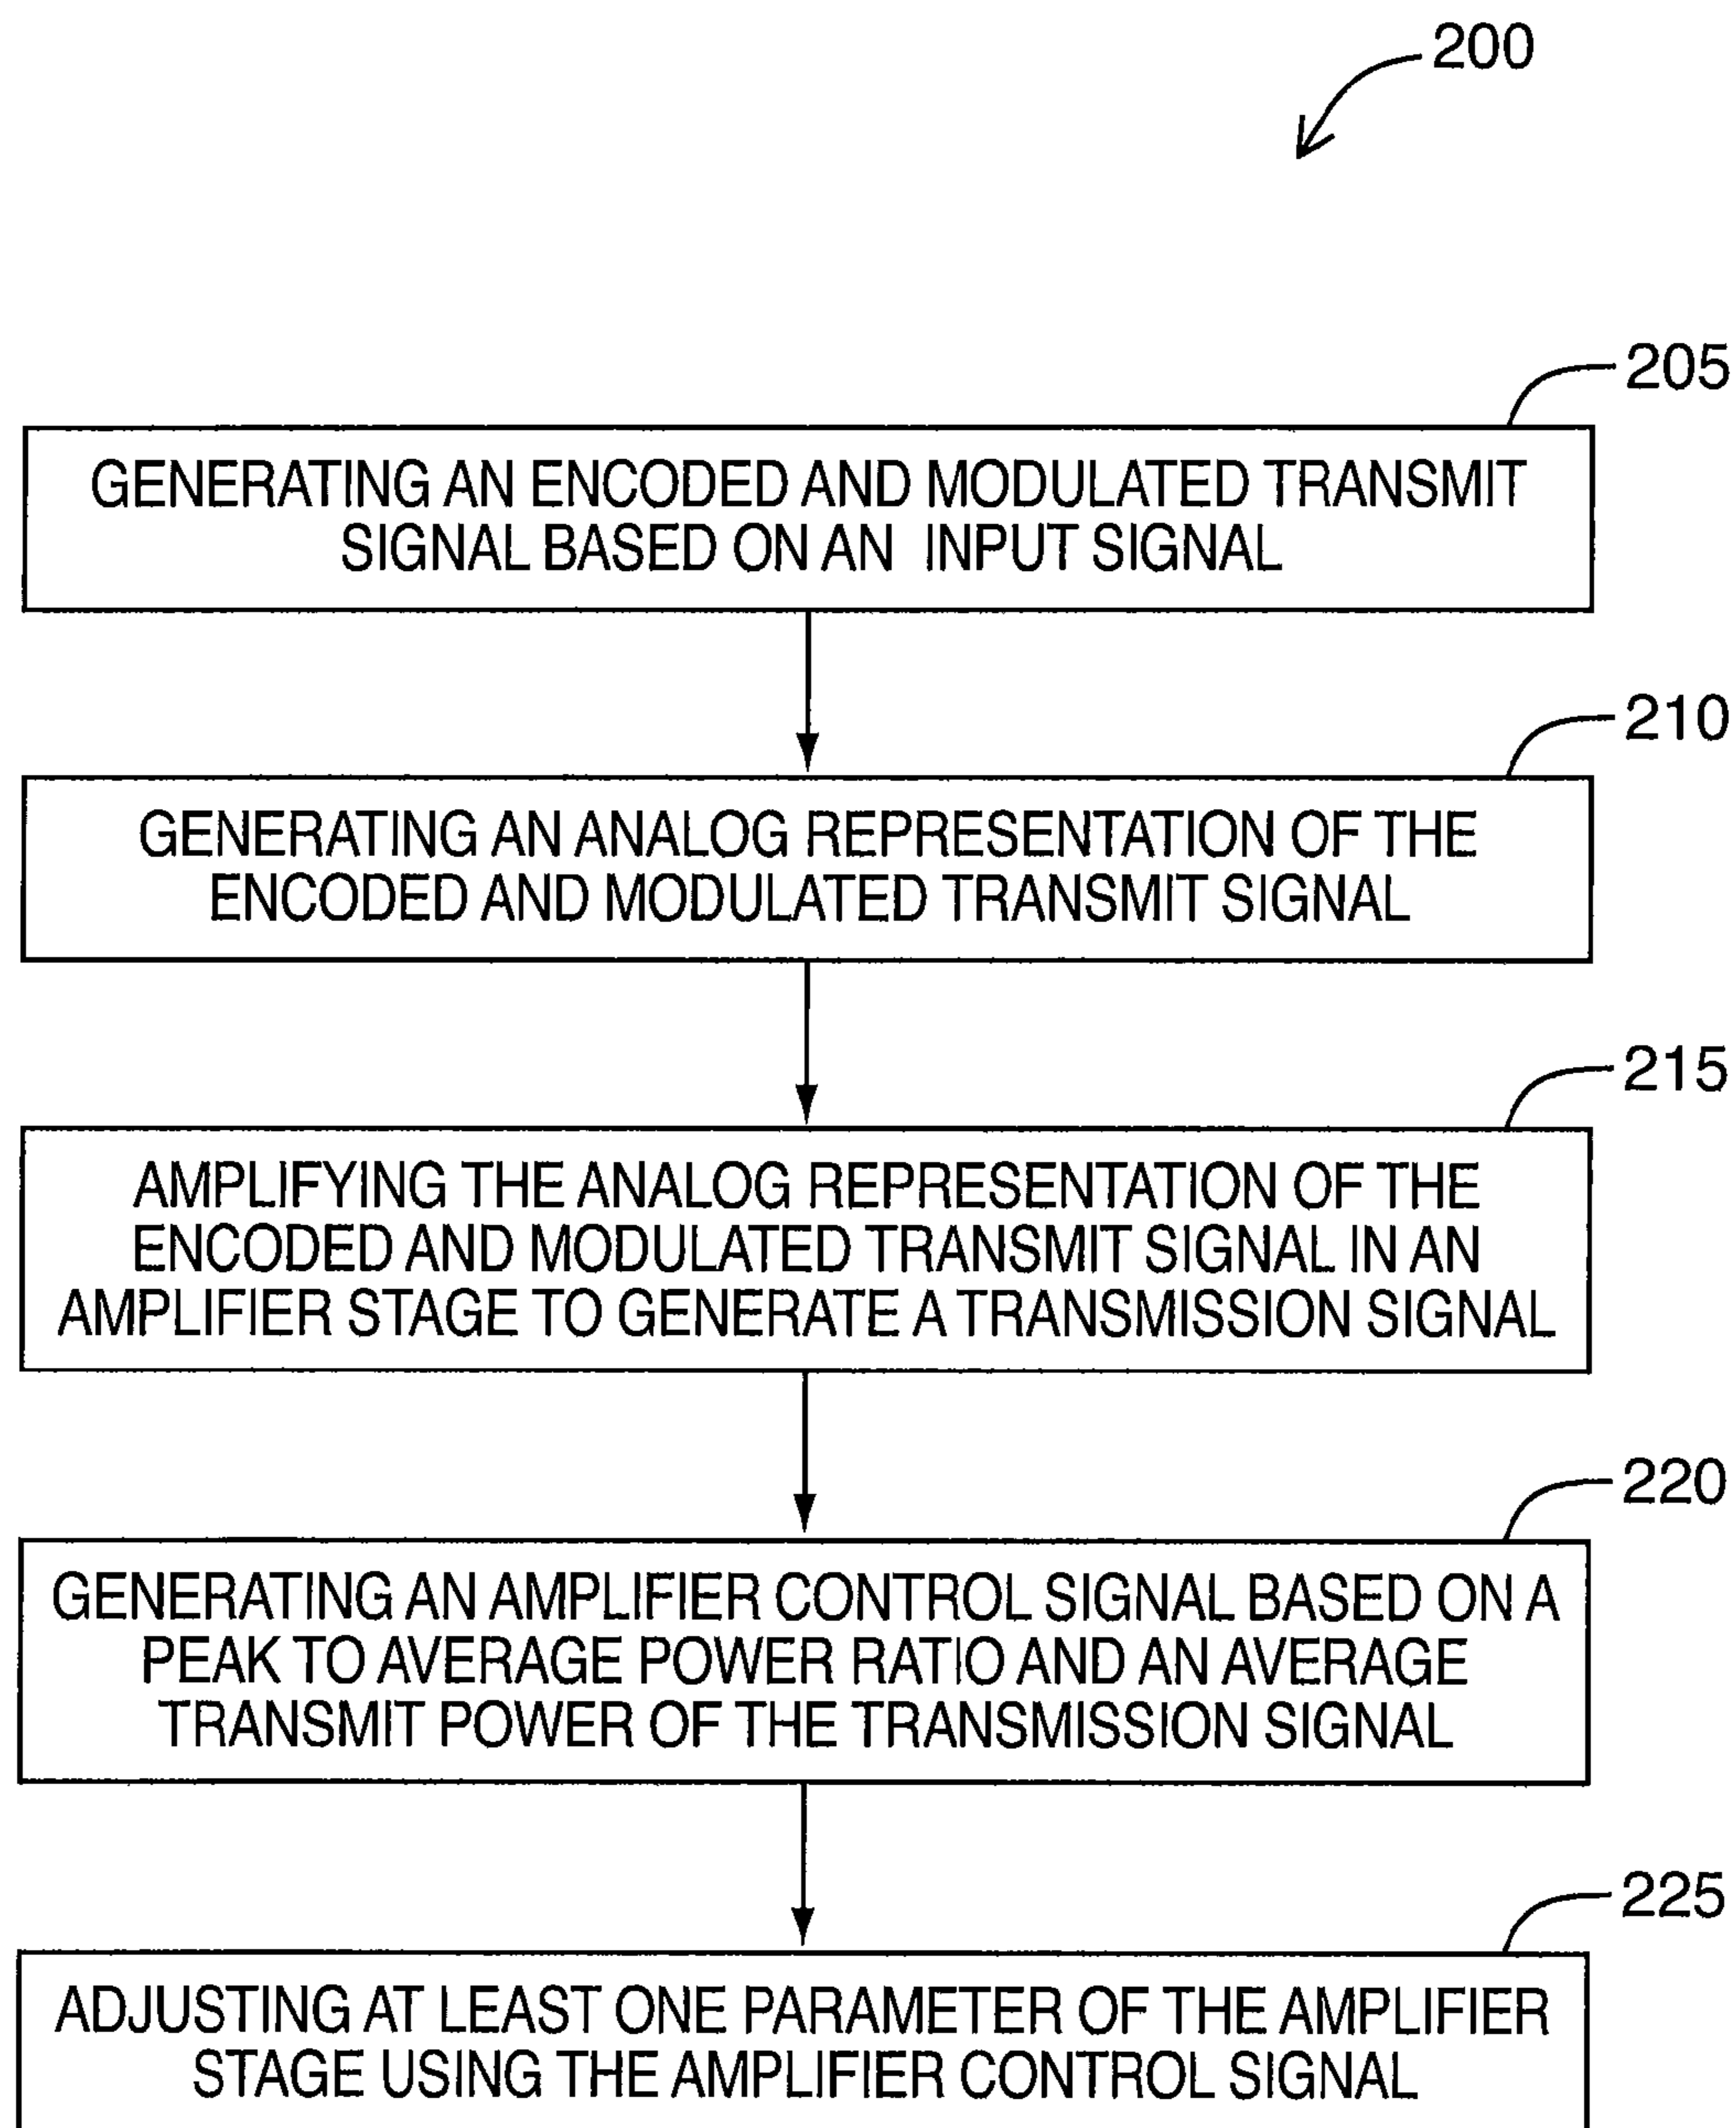 200
205
GENERATING AN ENCODED AND MODULATED TRANSMIT
SIGNAL BASED ON AN INPUT SIGNAL
210
GENERATING AN ANALOG REPRESENTATION OF THE
ENCODED AND MODULATED TRANSMIT SIGNAL
215
AMPLIFYING THE ANALOG REPRESENTATION OF THE
ENCODED AND MODULATED TRANSMIT SIGNAL IN AN
AMPLIFIER STAGE TO GENERATE A TRANSMISSION SIGNAL
220
GENERATING AN AMPLIFIER CONTROL SIGNAL BASED ON A
PEAK TO AVERAGE POWER RATIO AND AN AVERAGE
TRANSMIT POWER OF THE TRANSMISSION SIGNAL
225
ADJUSTING AT LEAST ONE PARAMETER OF THE AMPLIFIER
STAGE USING THE AMPLIFIER CONTROL SIGNAL